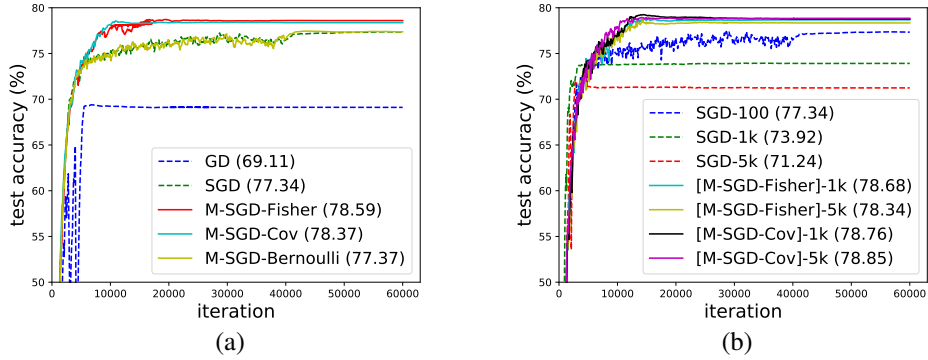 80
75
70
65
60
55
50
test accuracy (%)
GD (69.11)
SGD (77.34)
M-SGD-Fisher (78.59)
M-SGD-Cov (78.37)
M-SGD-Bernoulli (77.37)
0 10000 20000 30000 40000 50000 60000
iteration
(a)
80
75
70
65
60
55
50
test accuracy (%)
SGD-100 (77.34)
SGD-1k (73.92)
SGD-5k (71.24)
[M-SGD-Fisher]-1k (78.68)
[M-SGD-Fisher]-5k (78.34)
[M-SGD-Cov]-1k (78.76)
[M-SGD-Cov]-5k (78.85)
0 10000 20000 30000 40000 50000 60000
iteration
(b)